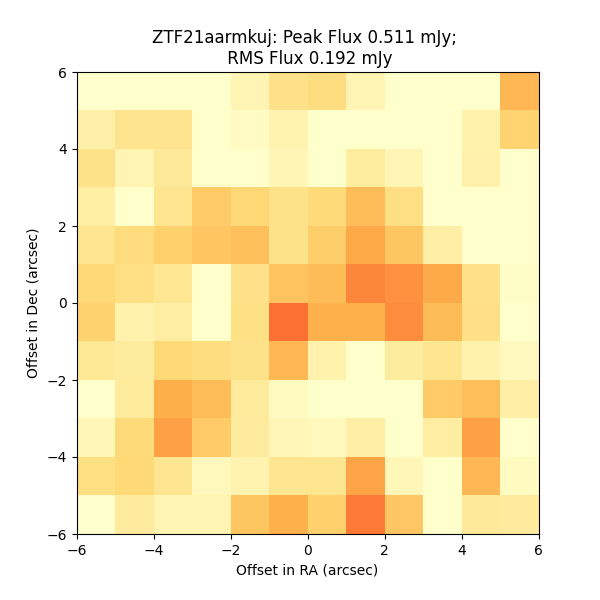 ZTF21aarmkuj: Peak Flux 0.511 mJy;
RMS Flux 0.192 mJy
6
4
2
0
−2
−4
−6
Offset in Dec (arcsec)
−6 −4 −2 0 2 4 6
Offset in RA (arcsec)